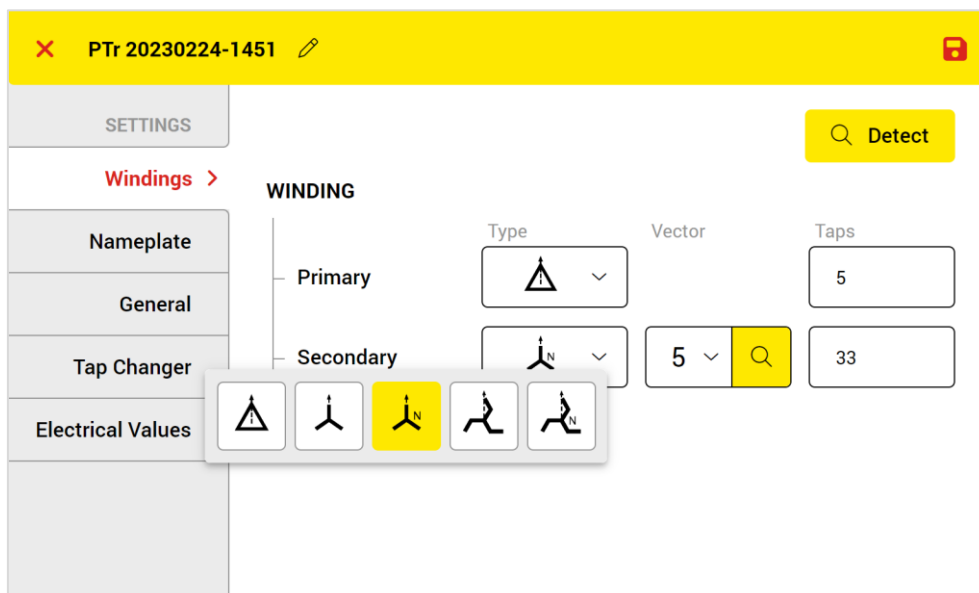 PTr 20230224-1451
SETTINGS
Detect
Windings
WINDING
Type Vector Taps
Nameplate
Primary 5
General
Secondary N 5 33
Tap Changer
N N
Electrical Values